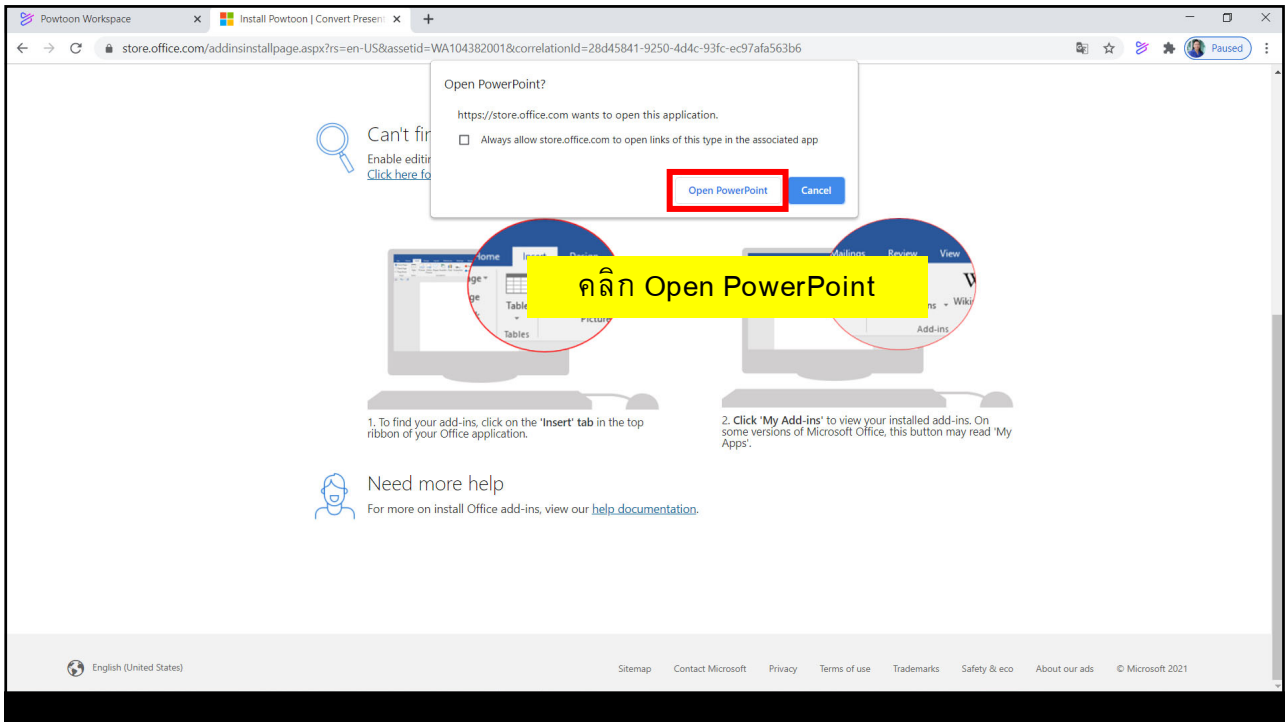 Powtoon Workspace
Install Powtoon | Convert Present
store.office.com/addinsinstallpage.aspx?rs=en-US&assetid=WA104382001&correlationId=28d45841-9250-4d4c-93fc-ec97afa563b6
Paused
Open PowerPoint?
https://store.office.com wants to open this application.
Always allow store.office.com to open links of this type in the associated app
Open PowerPoint
Cancel
Can't fin
Enable editin
Click here fo
Home
Design
Table
Tables
Picture
Mailings
Review
View
Add-ins
คลิก Open PowerPoint
1. To find your add-ins, click on the 'Insert' tab in the top
ribbon of your Office application.
2. Click 'My Add-ins' to view your installed add-ins. On
some versions of Microsoft Office, this button may read 'My
Apps'.
Need more help
For more on install Office add-ins, view our help documentation.
English (United States)
Sitemap
Contact Microsoft
Privacy
Terms of use
Trademarks
Safety & eco
About our ads
© Microsoft 2021